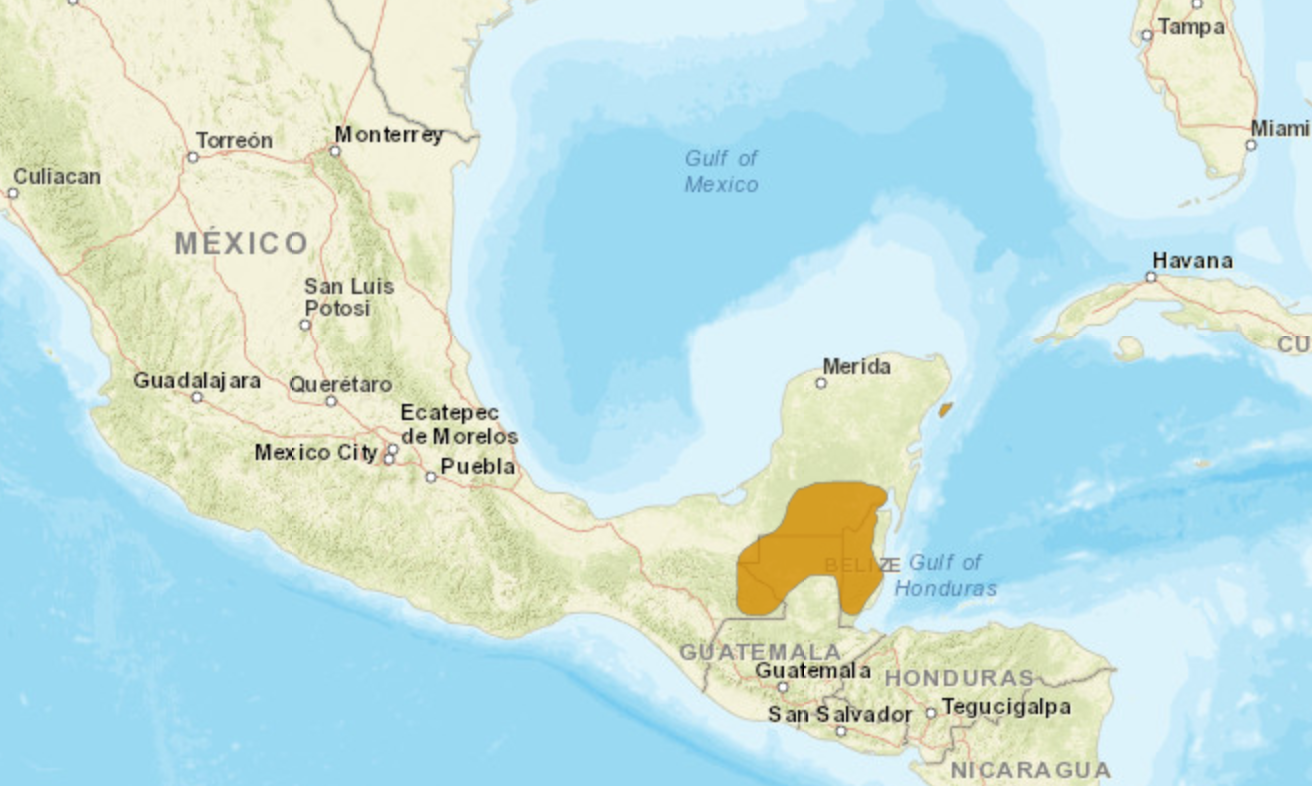 Tampa
Miami
Torreón
Monterrey
Gulf of
Mexico
Culiacan
MÉXICO
Havana
San Luis
Potosi
CU
Merida
Guadalajara
Querétaro
Ecatepec
de Morelos
Mexico City
Puebla
BELIZE
Gulf of
Honduras
GUATEMALA
Guatemala
HONDURAS
San Salvador
Tegucigalpa
NICARAGUA